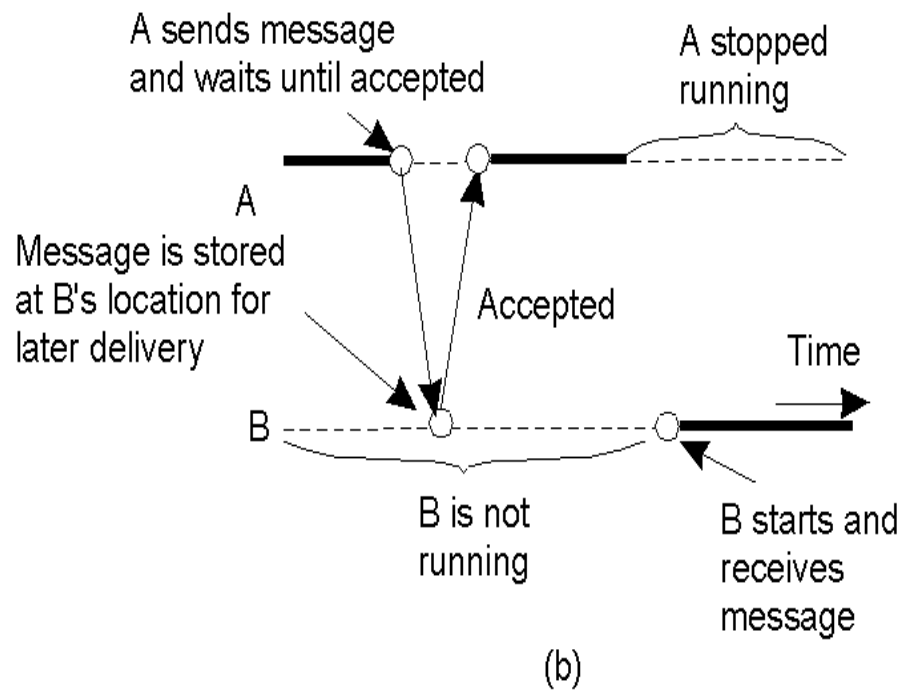 A sends message
and waits until accepted
A stopped
running
A
Message is stored
at B's location for
later delivery
Accepted
Time
B
B is not
running
B starts and
receives
message
(b)